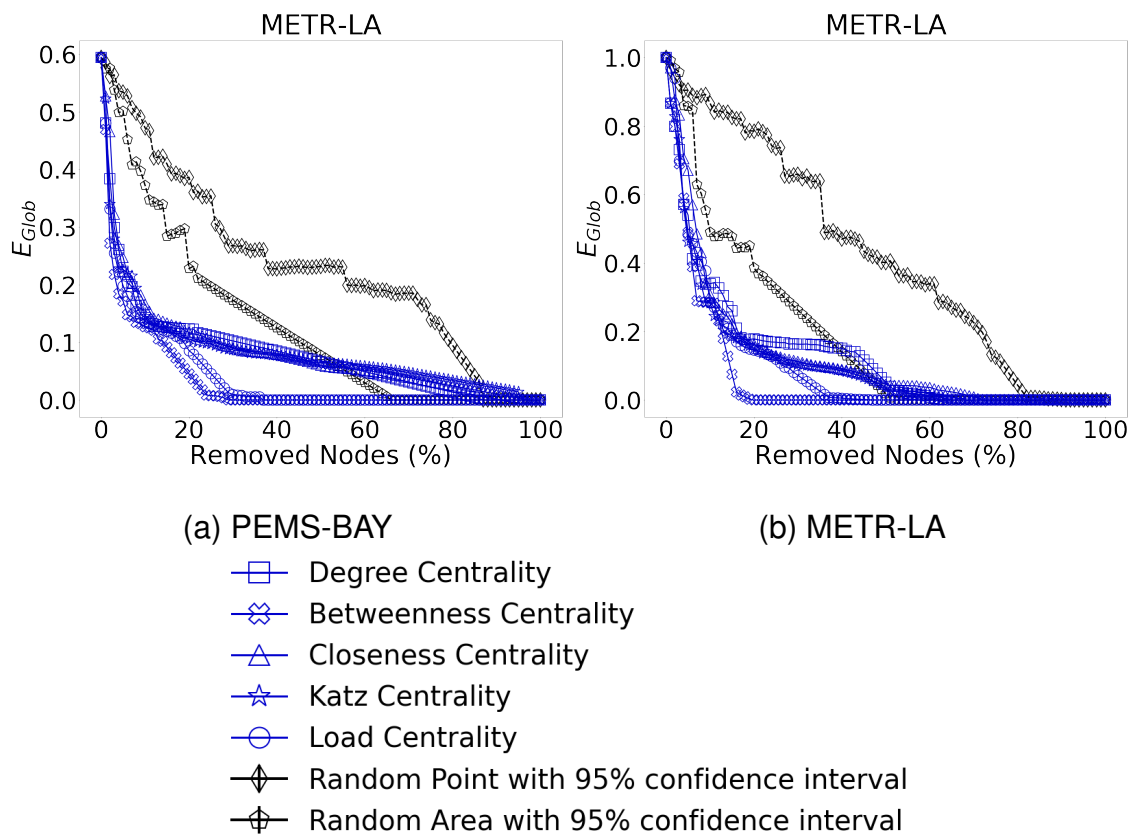 METR-LA
0.6
0.5
0.4
0.3
0.2
0.1
0.0
E_Glob
0 20 40 60 80 100
Removed Nodes (%)
METR-LA
1.0
0.8
0.6
0.4
0.2
0.0
E_Glob
0 20 40 60 80 100
Removed Nodes (%)
(a) PEMS-BAY
(b) METR-LA
Degree Centrality
Betweenness Centrality
Closeness Centrality
Katz Centrality
Load Centrality
Random Point with 95% confidence interval
Random Area with 95% confidence interval